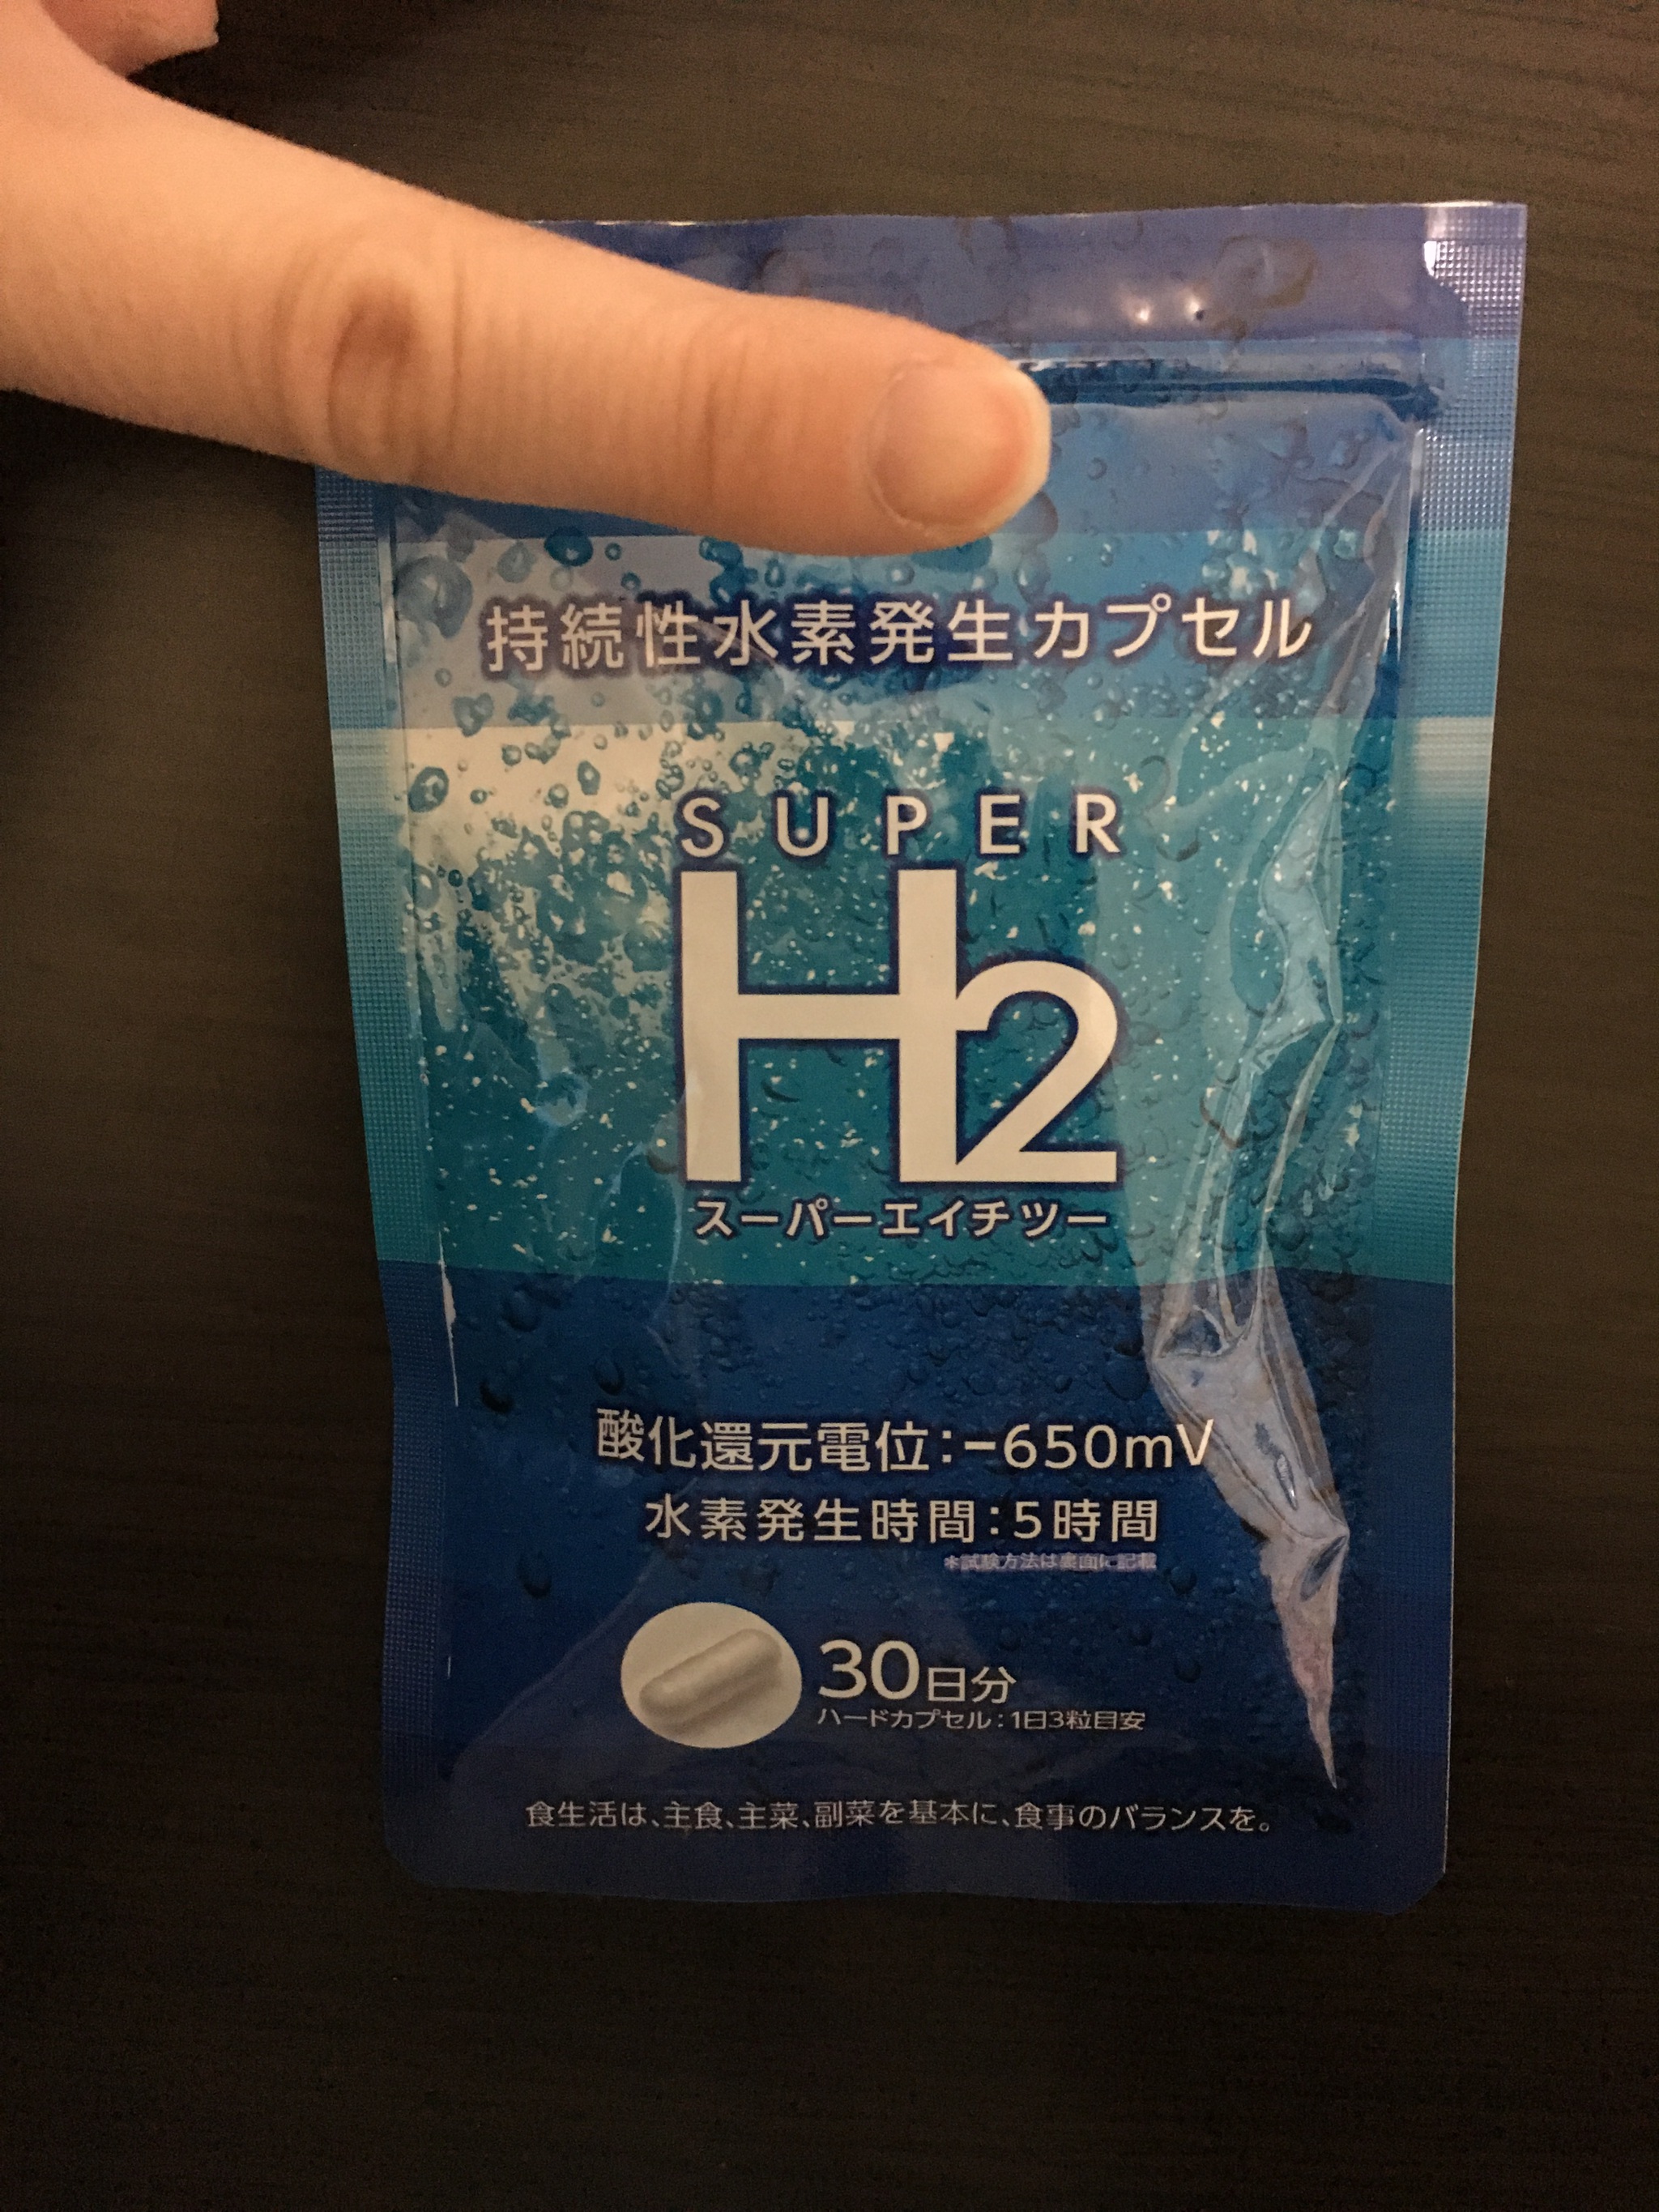 持続性水素発生カプセル
SUPER
H2
スーパーエイチツー
酸化還元電位：−650mV
水素発生時間：5時間
*試験方法は裏面に記載
30日分
ハードカプセル：1日3粒目安
食生活は、主食、主菜、副菜を基本に、食事のバランスを。